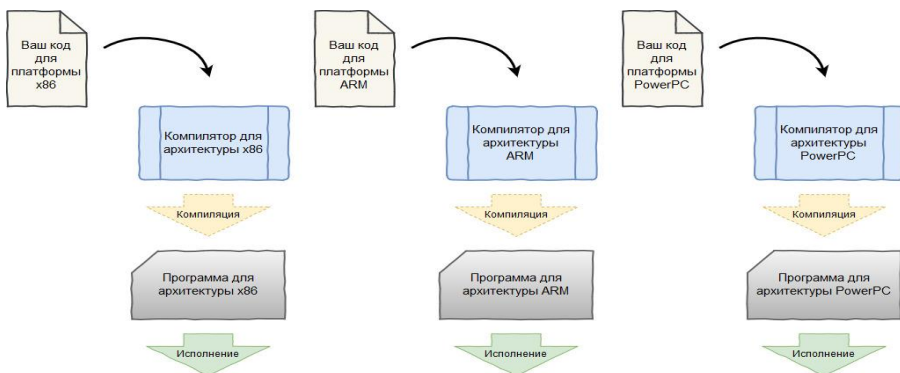 Ваш код
для
платформы
x86
Ваш код
для
платформы
ARM
Ваш код
для
платформы
PowerPC
Компилятор для
архитектуры x86
Компилятор для
архитектуры
ARM
Компилятор для
архитектуры
PowerPC
Компиляция
Компиляция
Компиляция
Программа для
архитектуры x86
Программа для
архитектуры ARM
Программа для
архитектуры PowerPC
Исполнение
Исполнение
Исполнение